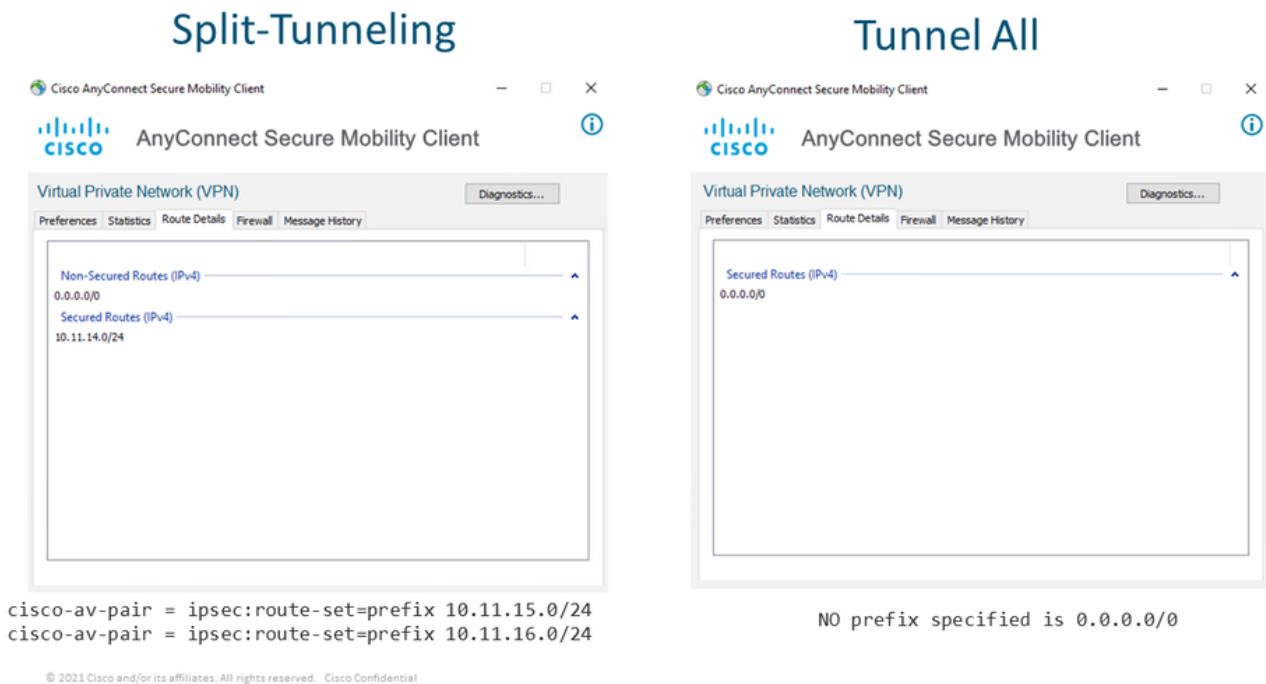 Split-Tunneling
Cisco AnyConnect Secure Mobility Client
CISCO
AnyConnect Secure Mobility Client
Virtual Private Network (VPN)
Diagnostics...
Preferences Statistics Route Details Firewall Message History
Non-Secured Routes (IPv4)
0.0.0.0/0
Secured Routes (IPv4)
10.11.14.0/24
cisco-av-pair = ipsec:route-set=prefix 10.11.15.0/24
cisco-av-pair = ipsec:route-set=prefix 10.11.16.0/24
Tunnel All
Cisco AnyConnect Secure Mobility Client
CISCO
AnyConnect Secure Mobility Client
Virtual Private Network (VPN)
Diagnostics...
Preferences Statistics Route Details Firewall Message History
Secured Routes (IPv4)
0.0.0.0/0
NO prefix specified is 0.0.0.0/0
© 2021 Cisco and/or its affiliates. All rights reserved. Cisco Confidential